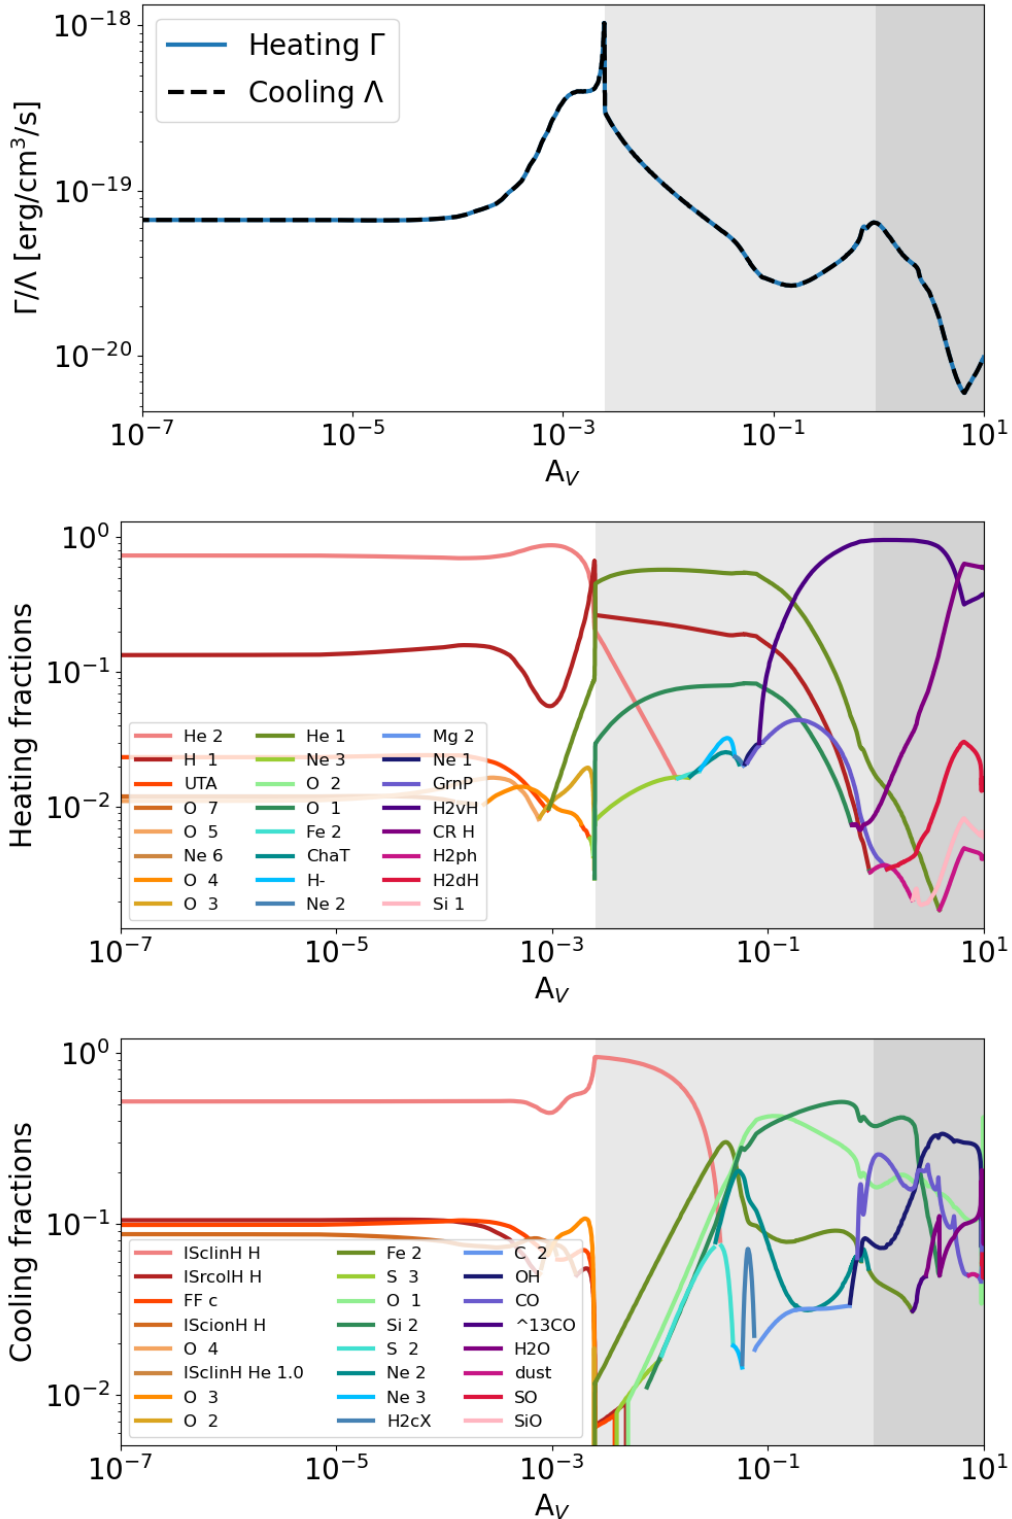 10^-18
10^-19
10^-20
Γ/Λ [erg/cm^3/s]
Heating Γ
Cooling Λ
10^-7 10^-5 10^-3 10^-1 10^1
A_V
10^0
10^-1
10^-2
Heating fractions
He 2 He 1 Mg 2
H 1 Ne 3 Ne 1
UTA O 2 GrnP
O 7 O 1 H2vH
O 5 Fe 2 CR H
Ne 6 ChaT H2ph
O 4 H- H2dH
O 3 Ne 2 Si 1
10^-7 10^-5 10^-3 10^-1 10^1
A_V
10^0
10^-1
10^-2
Cooling fractions
ISclinH H Fe 2 C 2
ISrcolH H S 3 OH
FF c O 1 CO
IScionH H Si 2 ^13CO
O 4 S 2 H2O
ISclinH He 1.0 Ne 2 dust
O 3 Ne 3 SO
O 2 H2cX SiO
10^-7 10^-5 10^-3 10^-1 10^1
A_V